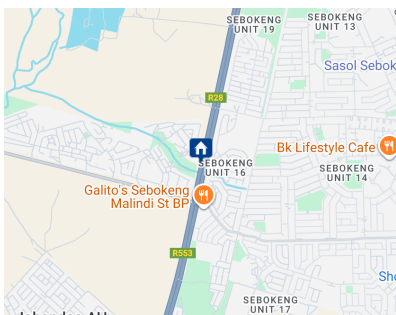 SEBOKENG
UNIT 19
SEBOKENG
UNIT 13
Sasol Sebok
R28
Bk Lifestyle Cafe
SEBOKENG
UNIT 16
SEBOKENG
UNIT 14
Galito's Sebokeng
Malindi St BP
R553
Sho
SEBOKENG
UNIT 17